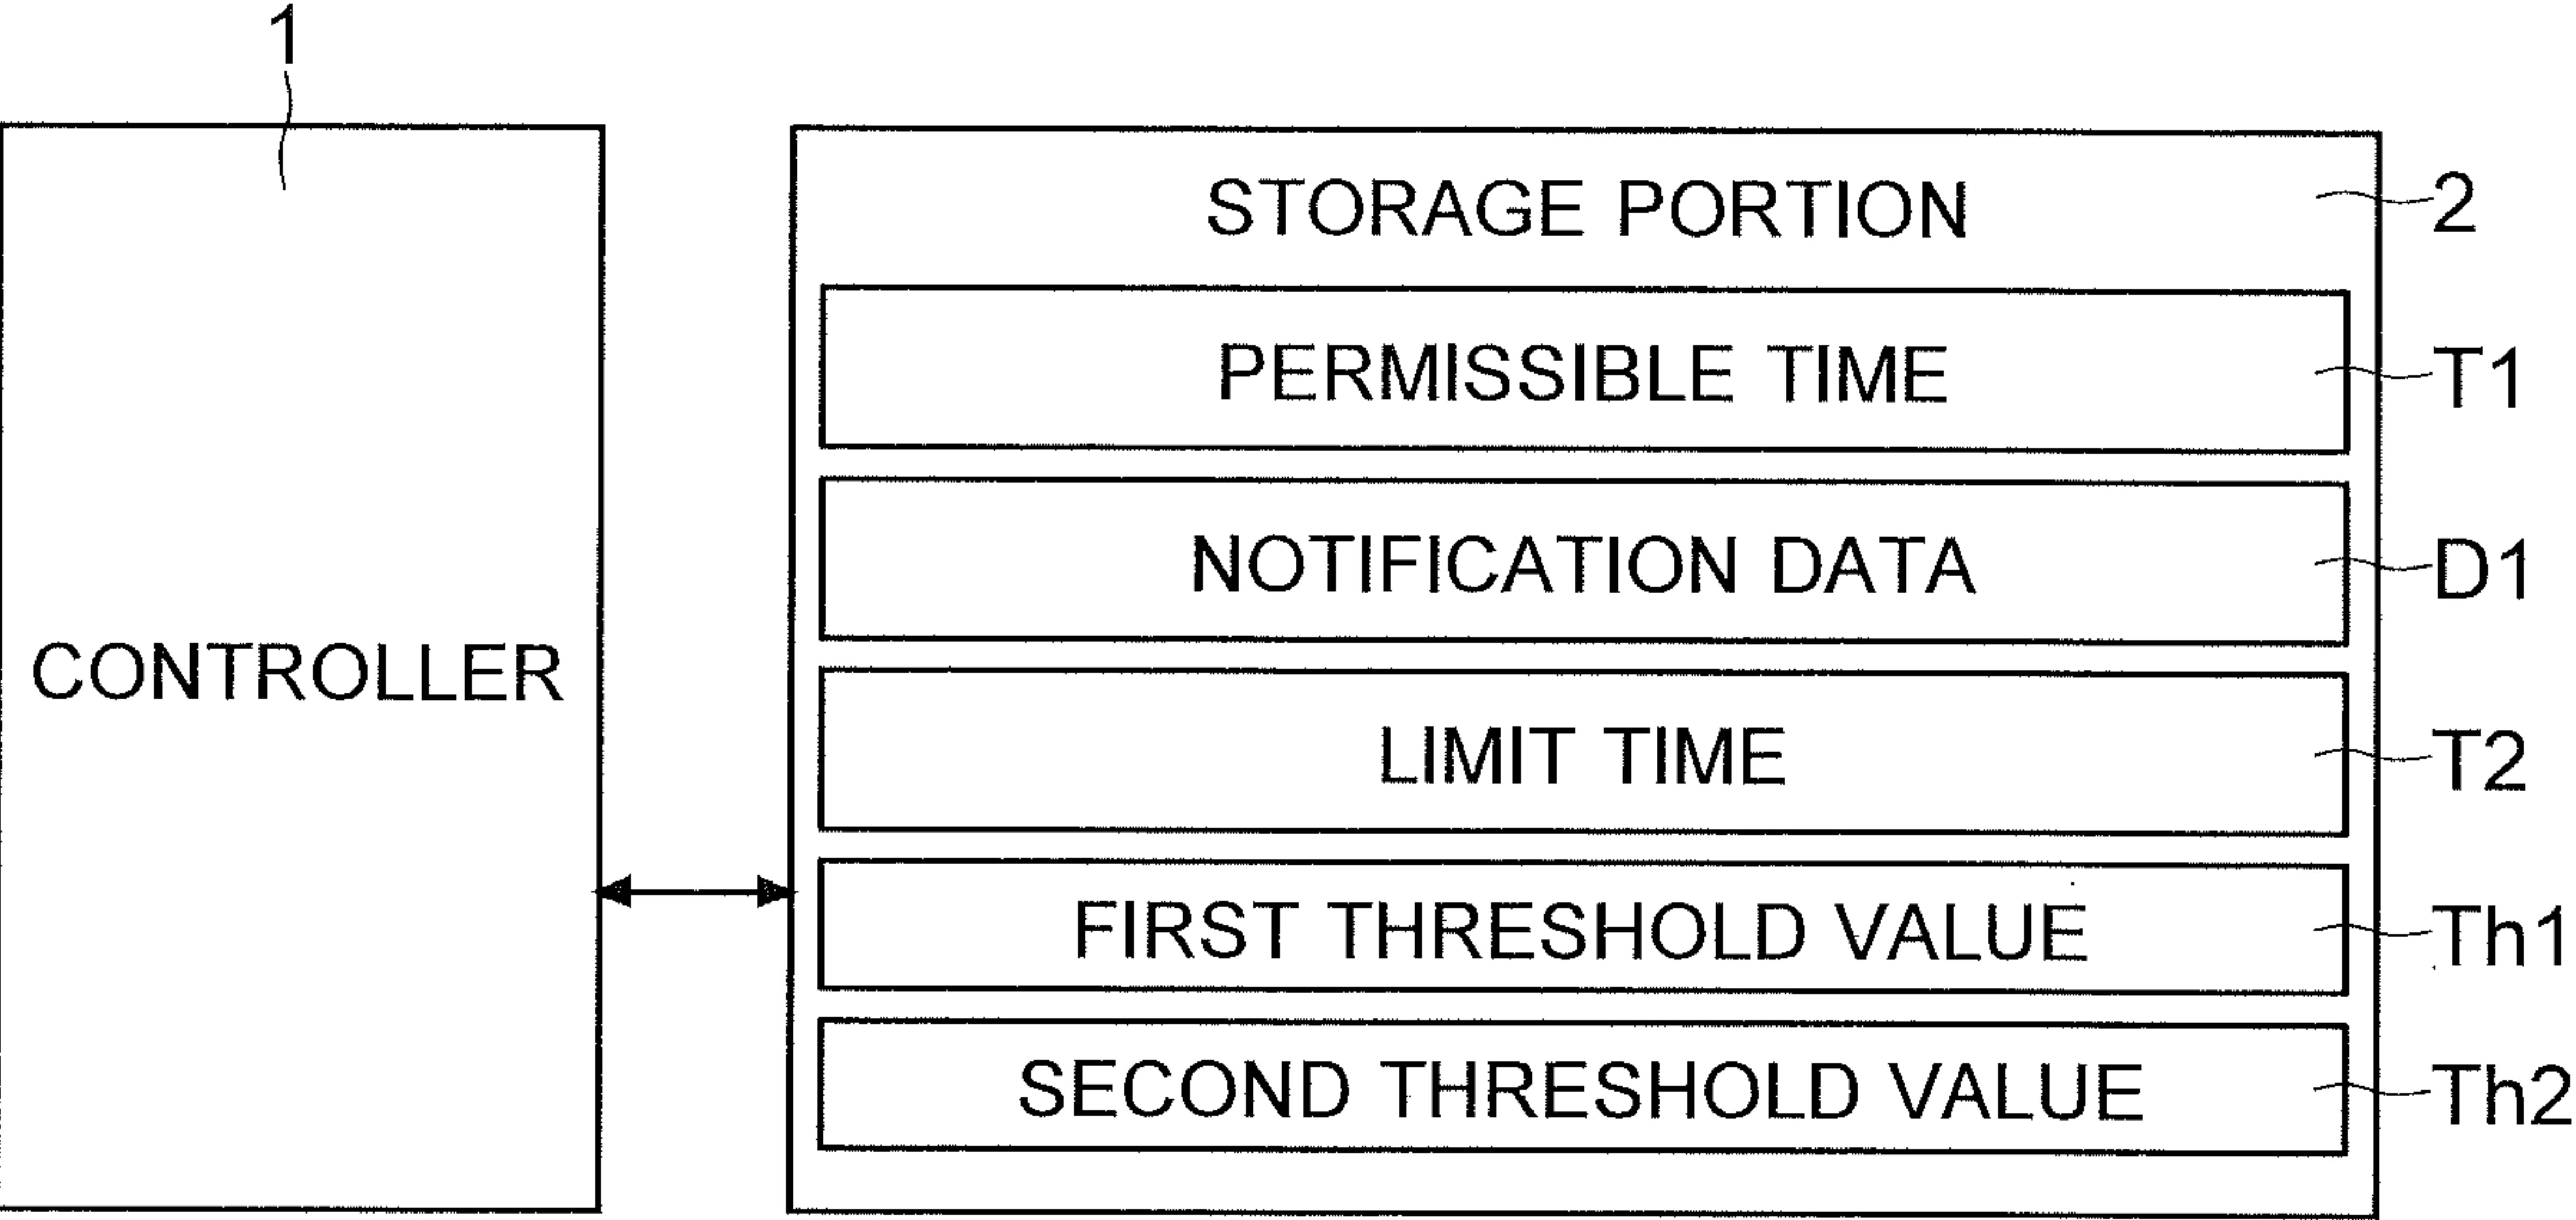 1
CONTROLLER
STORAGE PORTION 2
PERMISSIBLE TIME T1
NOTIFICATION DATA D1
LIMIT TIME T2
FIRST THRESHOLD VALUE Th1
SECOND THRESHOLD VALUE Th2